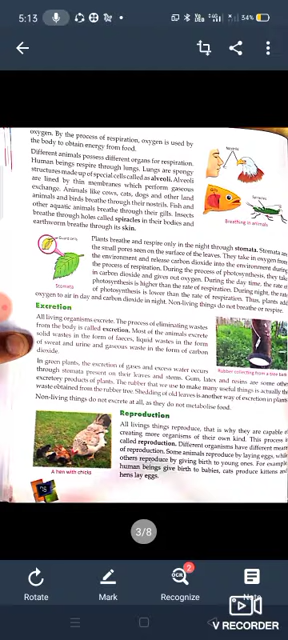 5:13
34%
oxygen. By the process of respiration, oxygen is used by
the body to obtain energy from food.
Different animals possess different organs for respiration.
Human beings respire through lungs. Lungs are spongy
structures made up of special cells called as alveoli. Alveoli
are lined by thin membranes which perform gaseous
exchange. Animals like cows, cats, dogs and other land
animals and birds breathe through their nostrils. Fish and
other aquatic animals breathe through their gills. Insects
breathe through holes called spiracles in their bodies and
earthworm breathe through its skin.
Nostrils
Gills
Spiracles
Breathing in animals
Guard cells
Stomata
Plants breathe and respire only in the night through stomata. Stomata are
the small pores seen on the surface of the leaves. They take in oxygen from
the environment and release carbon dioxide into the environment during
the process of respiration. During the process of photosynthesis, they take
in carbon dioxide and gives out oxygen. During the day time, the rate of
photosynthesis is higher than the rate of respiration. During night, the rate
of photosynthesis is lower than the rate of respiration. Thus, plants add
oxygen to air in day and carbon dioxide in night. Non-living things do not breathe or respire.
Excretion
All living organisms excrete. The process of eliminating wastes
from the body is called excretion. Most of the animals excrete
solid wastes in the form of faeces, liquid wastes in the form
of sweat and urine and gaseous waste in the form of carbon
dioxide.
Rubber collecting from a tree bark
In green plants, the excretion of gases and excess water occurs
through stomata present on their leaves and stems. Gum, latex and resins are some other
excretory products of plants. The rubber that we use to make many useful things is actually the
waste obtained from the rubber tree. Shedding of old leaves is another way of excretion in plants.
Non-living things do not excrete at all, as they do not metabolise food.
Reproduction
All livings things reproduce, that is why they are capable of
creating more organisms of their own kind. This process is
called reproduction. Different organisms have different means
of reproduction. Some animals reproduce by laying eggs, while
others reproduce by giving birth to young ones. For example,
human beings give birth to babies, cats produce kittens and
hens lay eggs.
A hen with chicks
3/8
2
OCR
Rotate
Mark
Recognize
V RECORDER